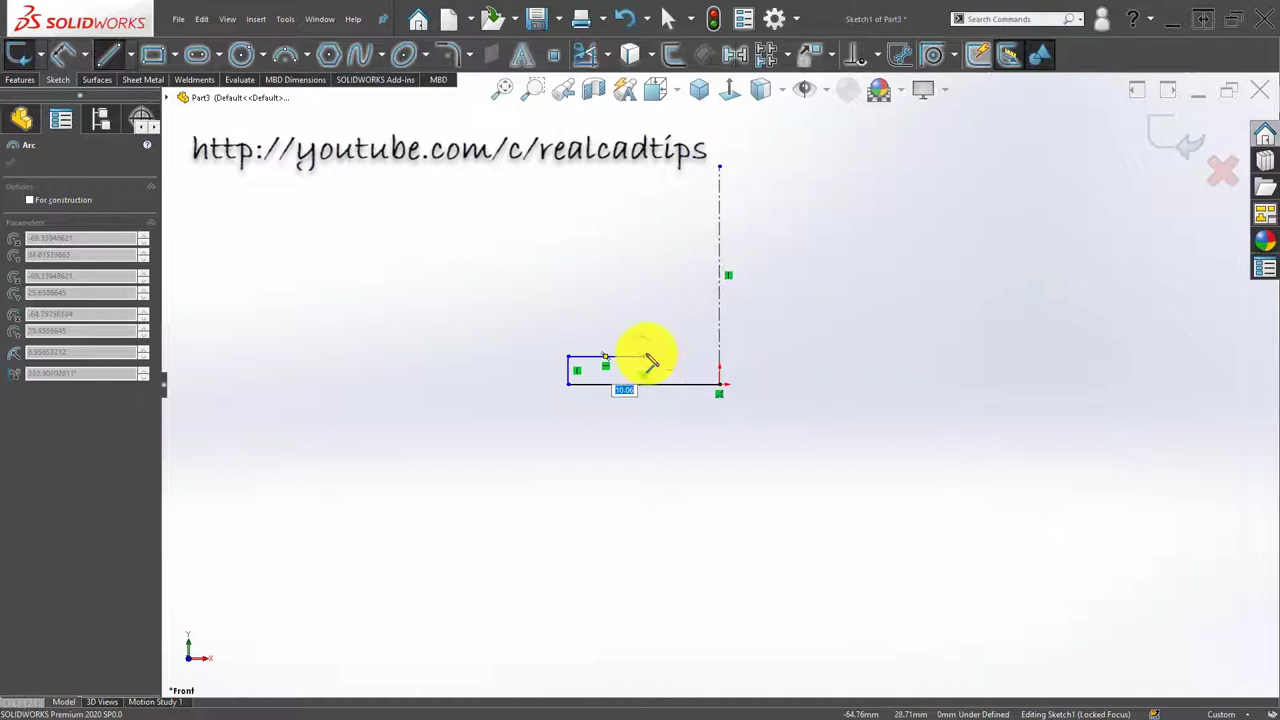 SOLIDWORKS
File
Edit
View
Insert
Tools
Window
Help
Sketch1 of Part3 *
Search Commands
Features
Sketch
Surfaces
Sheet Metal
Weldments
Evaluate
MBD Dimensions
SOLIDWORKS Add-Ins
MBD
Part3 (Default<<Default>...
http://youtube.com/c/realcadtips
Arc
Options
For construction
Parameters
10.06
Y
X
*Front
Model
3D Views
Motion Study 1
SOLIDWORKS Premium 2020 SP0.0
-64.76mm
28.71mm
0mm
Under Defined
Editing Sketch1 (Locked Focus)
Custom